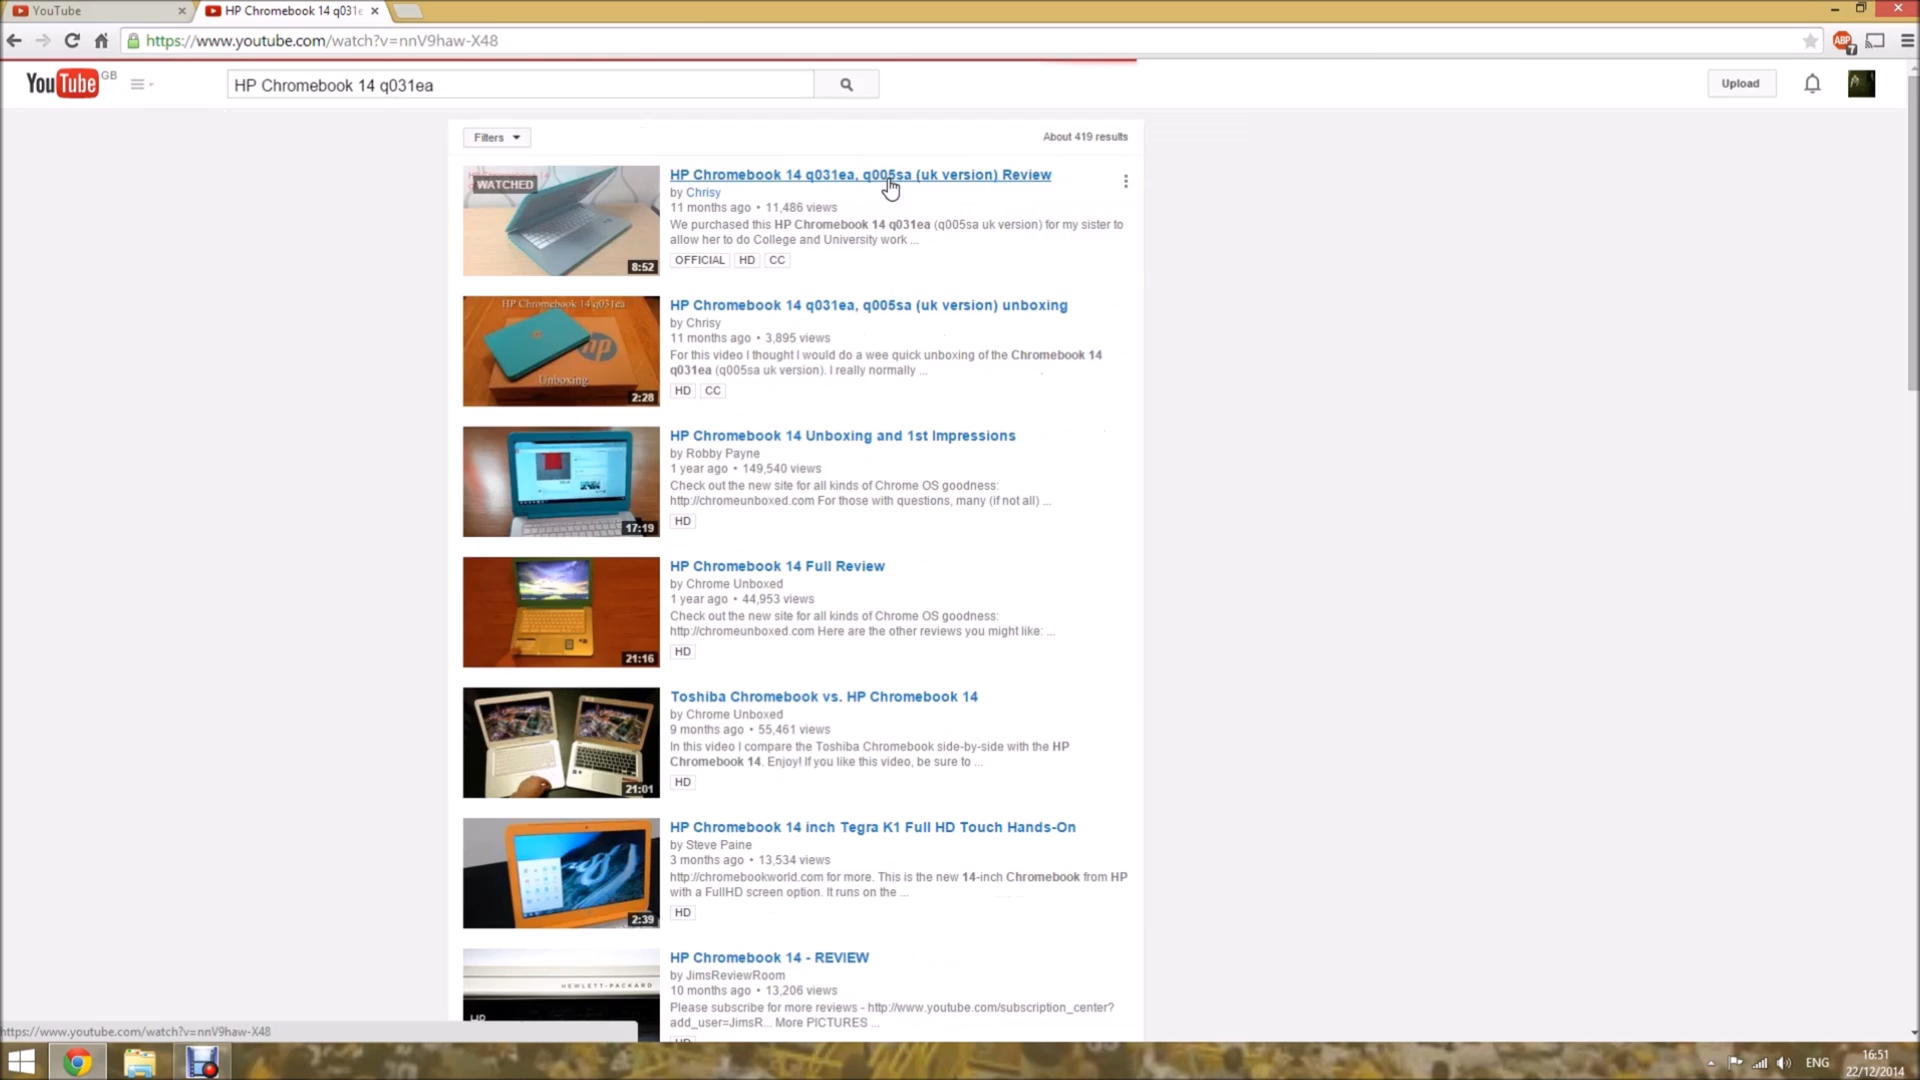 YouTube
HP Chromebook 14 q031e
https://www.youtube.com/watch?v=nnV9haw-X48
ABP
7
YouTube GB
HP Chromebook 14 q031ea
Upload
Filters
About 419 results
WATCHED
8:52
HP Chromebook 14 q031ea, q005sa (uk version) Review
by Chrisy
11 months ago • 11,486 views
We purchased this HP Chromebook 14 q031ea (q005sa uk version) for my sister to
allow her to do College and University work ...
OFFICIAL HD CC
HP Chromebook 14 q031ea
hp
Unboxing
2:28
HP Chromebook 14 q031ea, q005sa (uk version) unboxing
by Chrisy
11 months ago • 3,895 views
For this video I thought I would do a wee quick unboxing of the Chromebook 14
q031ea (q005sa uk version). I really normally ...
HD CC
17:19
HP Chromebook 14 Unboxing and 1st Impressions
by Robby Payne
1 year ago • 149,540 views
Check out the new site for all kinds of Chrome OS goodness:
http://chromeunboxed.com For those with questions, many (if not all) ...
HD
21:16
HP Chromebook 14 Full Review
by Chrome Unboxed
1 year ago • 44,953 views
Check out the new site for all kinds of Chrome OS goodness:
http://chromeunboxed.com Here are the other reviews you might like: ...
HD
21:01
Toshiba Chromebook vs. HP Chromebook 14
by Chrome Unboxed
9 months ago • 55,461 views
In this video I compare the Toshiba Chromebook side-by-side with the HP
Chromebook 14. Enjoy! If you like this video, be sure to ...
HD
2:39
HP Chromebook 14 inch Tegra K1 Full HD Touch Hands-On
by Steve Paine
3 months ago • 13,534 views
http://chromebookworld.com for more. This is the new 14-inch Chromebook from HP
with a FullHD screen option. It runs on the ...
HD
HEWLETT-PACKARD
HP
HP Chromebook 14 - REVIEW
by JimsReviewRoom
10 months ago • 13,206 views
Please subscribe for more reviews - http://www.youtube.com/subscription_center?
add_user=JimsR... More PICTURES ...
https://www.youtube.com/watch?v=nnV9haw-X48
ENG
16:51
22/12/2014